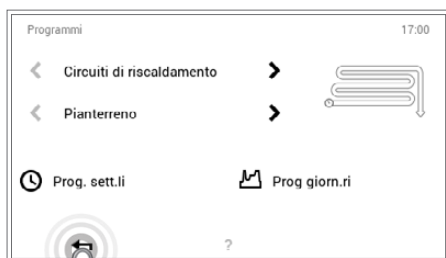 Programmi 17:00
Circuiti di riscaldamento
Pianterreno
Prog. sett.li Prog giorn.ri
?